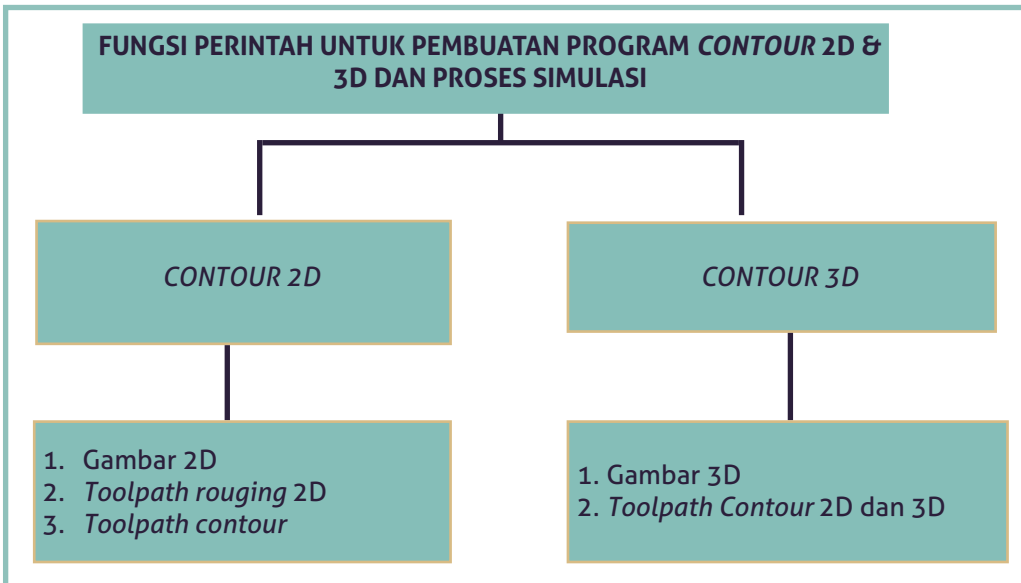 FUNGSI PERINTAH UNTUK PEMBUATAN PROGRAM CONTOUR 2D &
3D DAN PROSES SIMULASI
CONTOUR 2D
CONTOUR 3D
1. Gambar 2D
2. Toolpath rouging 2D
3. Toolpath contour
1. Gambar 3D
2. Toolpath Contour 2D dan 3D